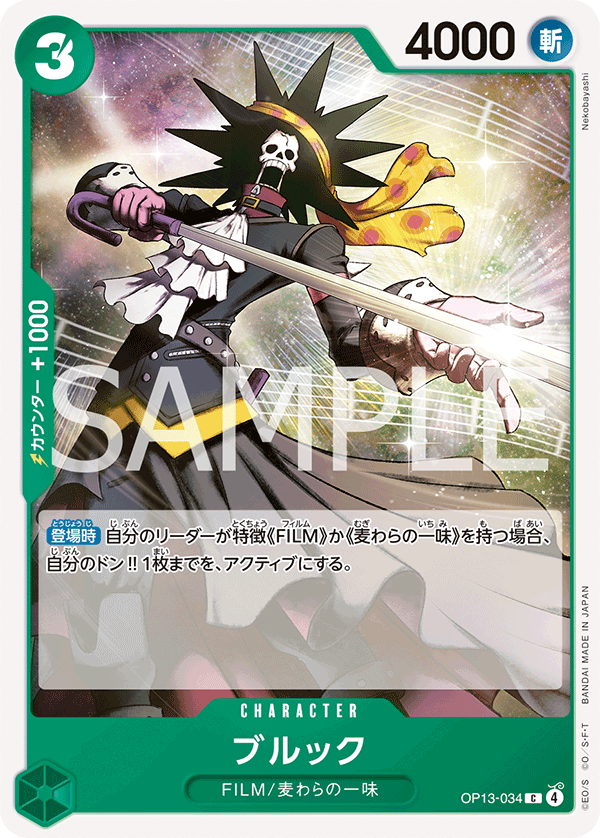 3
4000
斬
Nekobayashi
カウンター +1000
SAMPLE
登場時 自分のリーダーが特徴《FILM》か《麦わらの一味》を持つ場合、
自分のドン!!1枚までを、アクティブにする。
CHARACTER
ブルック
FILM/麦わらの一味
OP13-034 C 4
©E.O/S ©O/S・F・T BANDAI MADE IN JAPAN